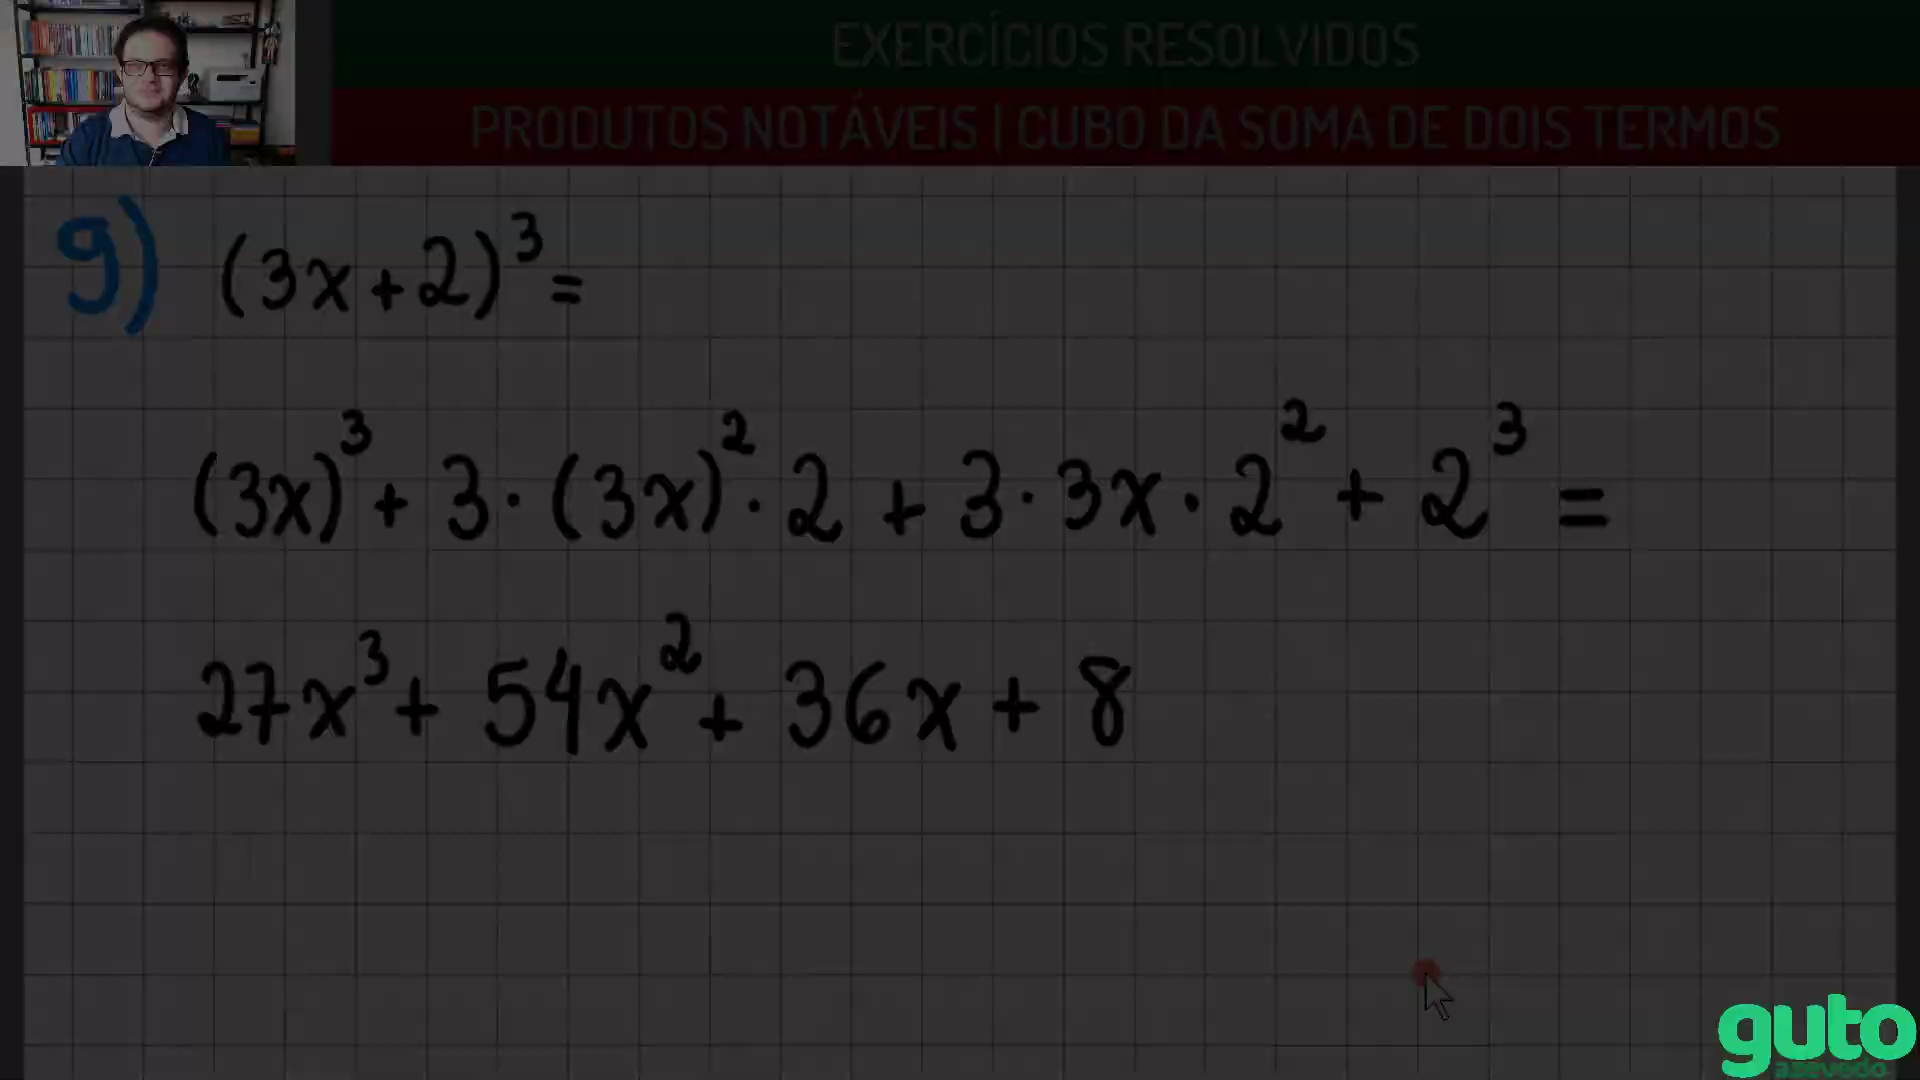 EXERCÍCIOS RESOLVIDOS
PRODUTOS NOTÁVEIS | CUBO DA SOMA DE DOIS TERMOS
g) (3x+2)³=
(3x)³ + 3·(3x)²·2 + 3·3x·2² + 2³ =
27x³ + 54x² + 36x + 8
guto
azevedo